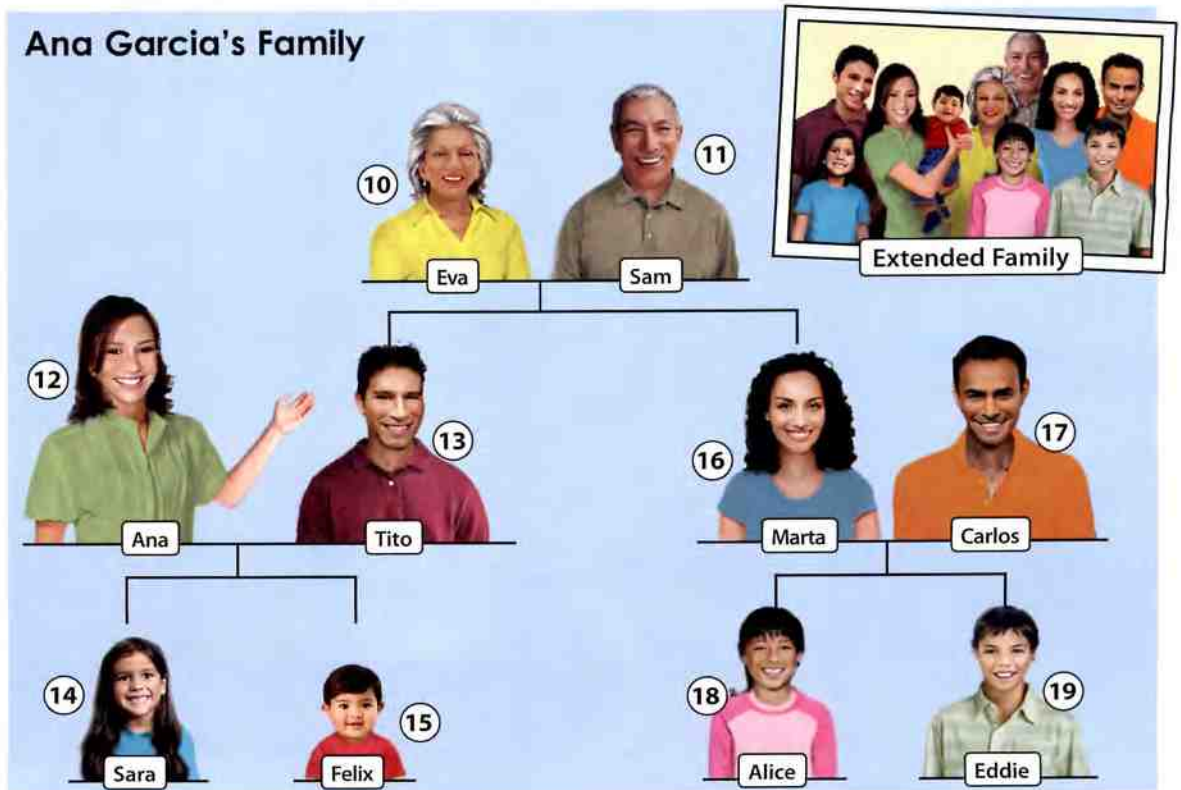 Ana Garcia's Family
Extended Family
10
11
Eva
Sam
12
13
16
17
Ana
Tito
Marta
Carlos
14
15
18
19
Sara
Felix
Alice
Eddie